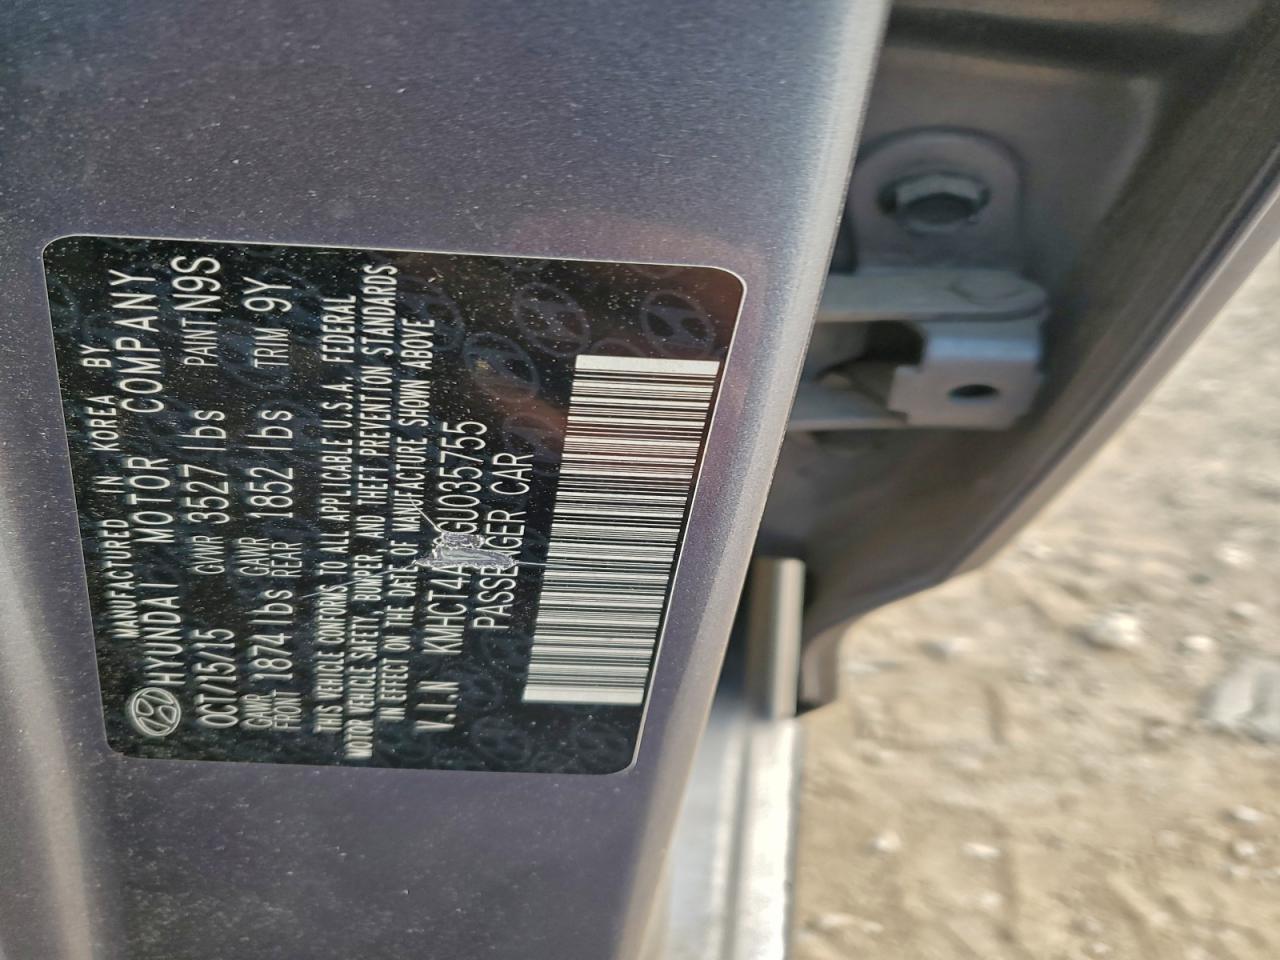 MANUFACTURED IN KOREA BY
HYUNDAI MOTOR COMPANY
OCT/15/15 GVWR 3527 lbs PAINT N9S
GAWR FRONT 1874 lbs GAWR REAR 1852 lbs TRIM 9Y
THIS VEHICLE CONFORMS TO ALL APPLICABLE U.S.A. FEDERAL
MOTOR VEHICLE SAFETY, BUMPER, AND THEFT PREVENTION STANDARDS
IN EFFECT ON THE DATE OF MANUFACTURE SHOWN ABOVE
V.I.N
PASSENGER CAR